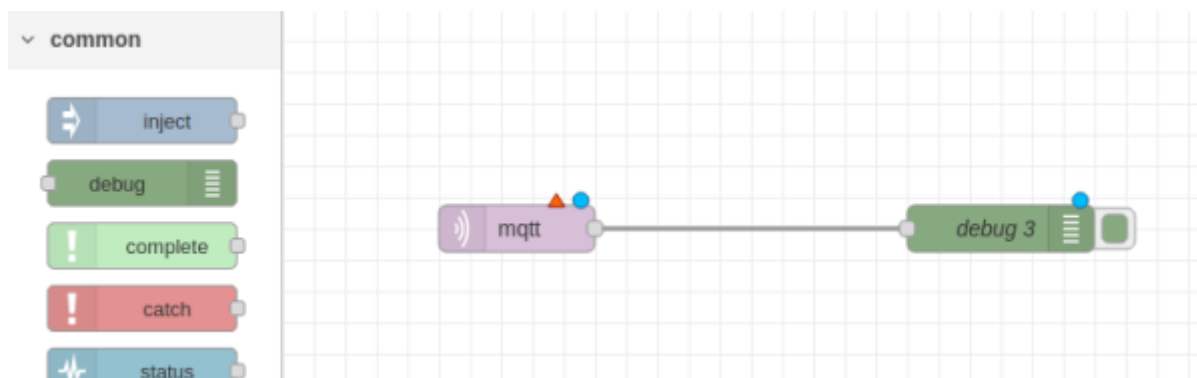 common
inject
debug
complete
catch
status
mqtt
debug 3